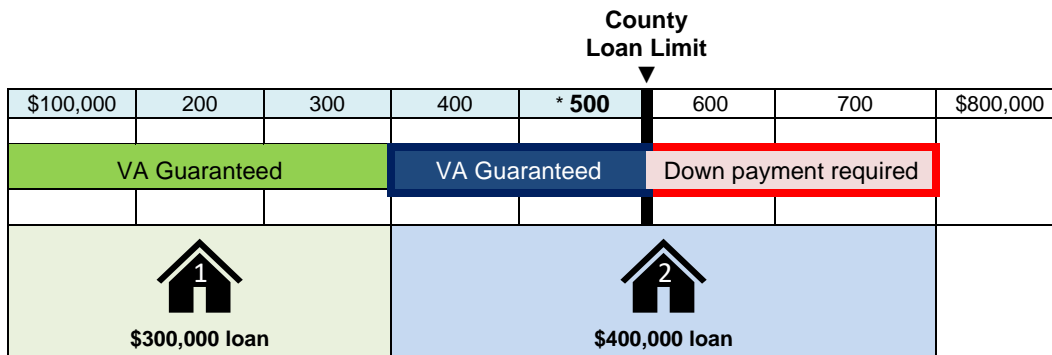 County
Loan Limit
▼
$100,000 200 300 400 * 500 600 700 $800,000
VA Guaranteed VA Guaranteed Down payment required
1 2
$300,000 loan $400,000 loan